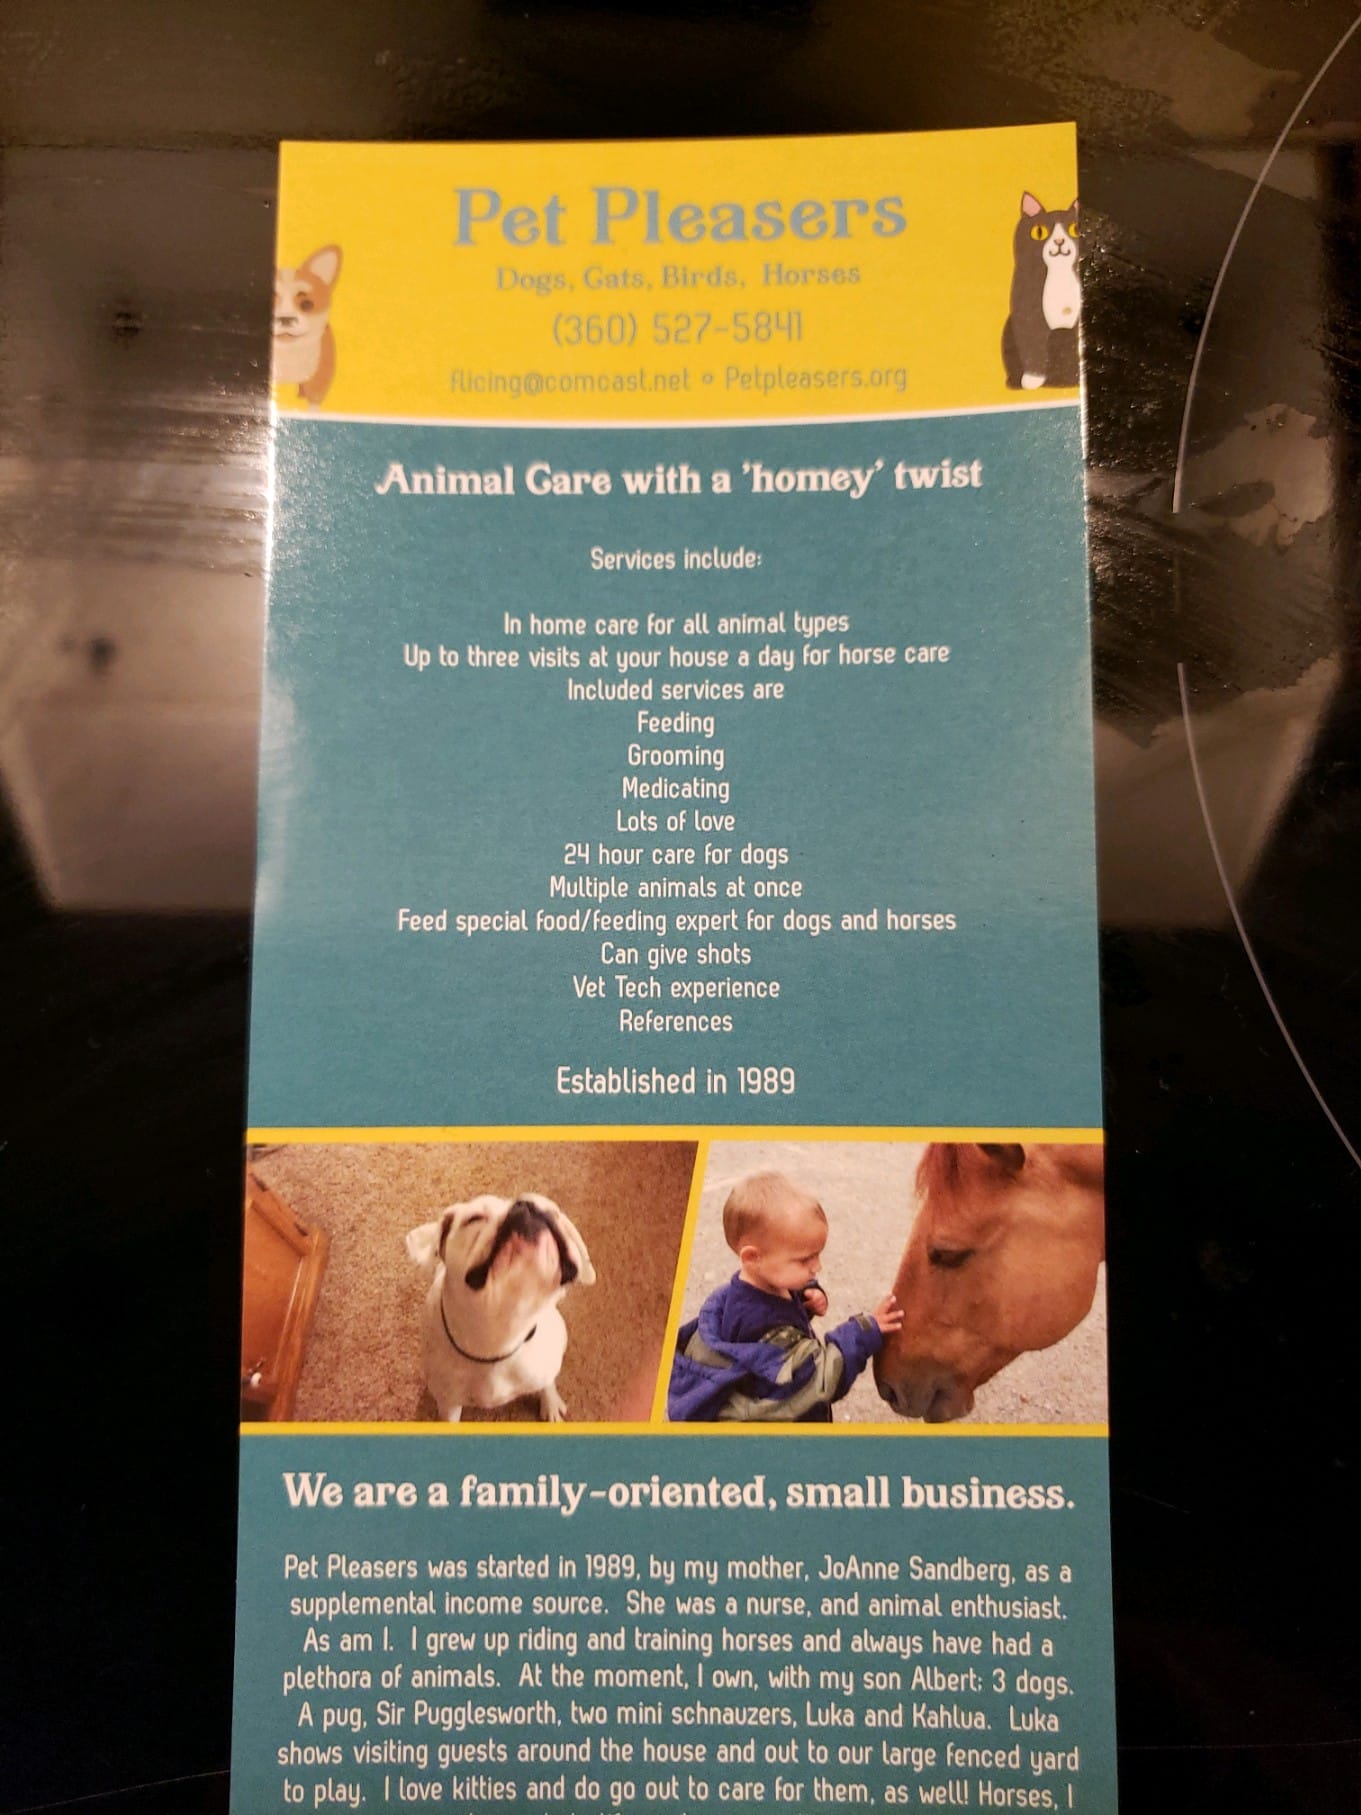 Pet Pleasers
Dogs, Cats, Birds, Horses
(360) 527-5841
flicing@comcast.net • Petpleasers.org
Animal Care with a 'homey' twist
Services include:
In home care for all animal types
Up to three visits at your house a day for horse care
Included services are
Feeding
Grooming
Medicating
Lots of love
24 hour care for dogs
Multiple animals at once
Feed special food/feeding expert for dogs and horses
Can give shots
Vet Tech experience
References
Established in 1989
We are a family-oriented, small business.
Pet Pleasers was started in 1989, by my mother, JoAnne Sandberg, as a
supplemental income source. She was a nurse, and animal enthusiast.
As am I. I grew up riding and training horses and always have had a
plethora of animals. At the moment, I own, with my son Albert; 3 dogs.
A pug, Sir Pugglesworth, two mini schnauzers, Luka and Kahlua. Luka
shows visiting guests around the house and out to our large fenced yard
to play. I love kitties and do go out to care for them, as well! Horses, I